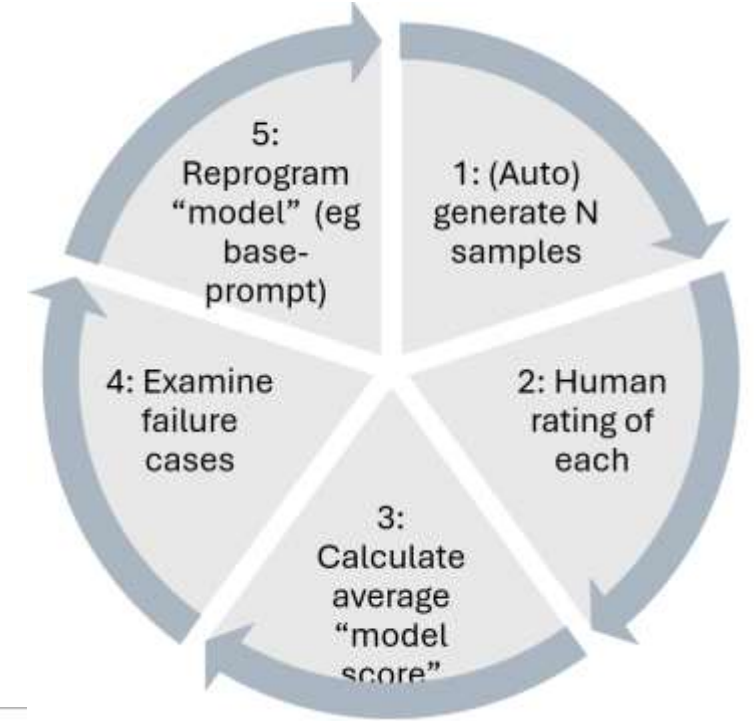 1: (Auto)
generate N
samples
2: Human
rating of
each
3:
Calculate
average
“model
score”
4: Examine
failure
cases
5:
Reprogram
“model” (eg
base-
prompt)